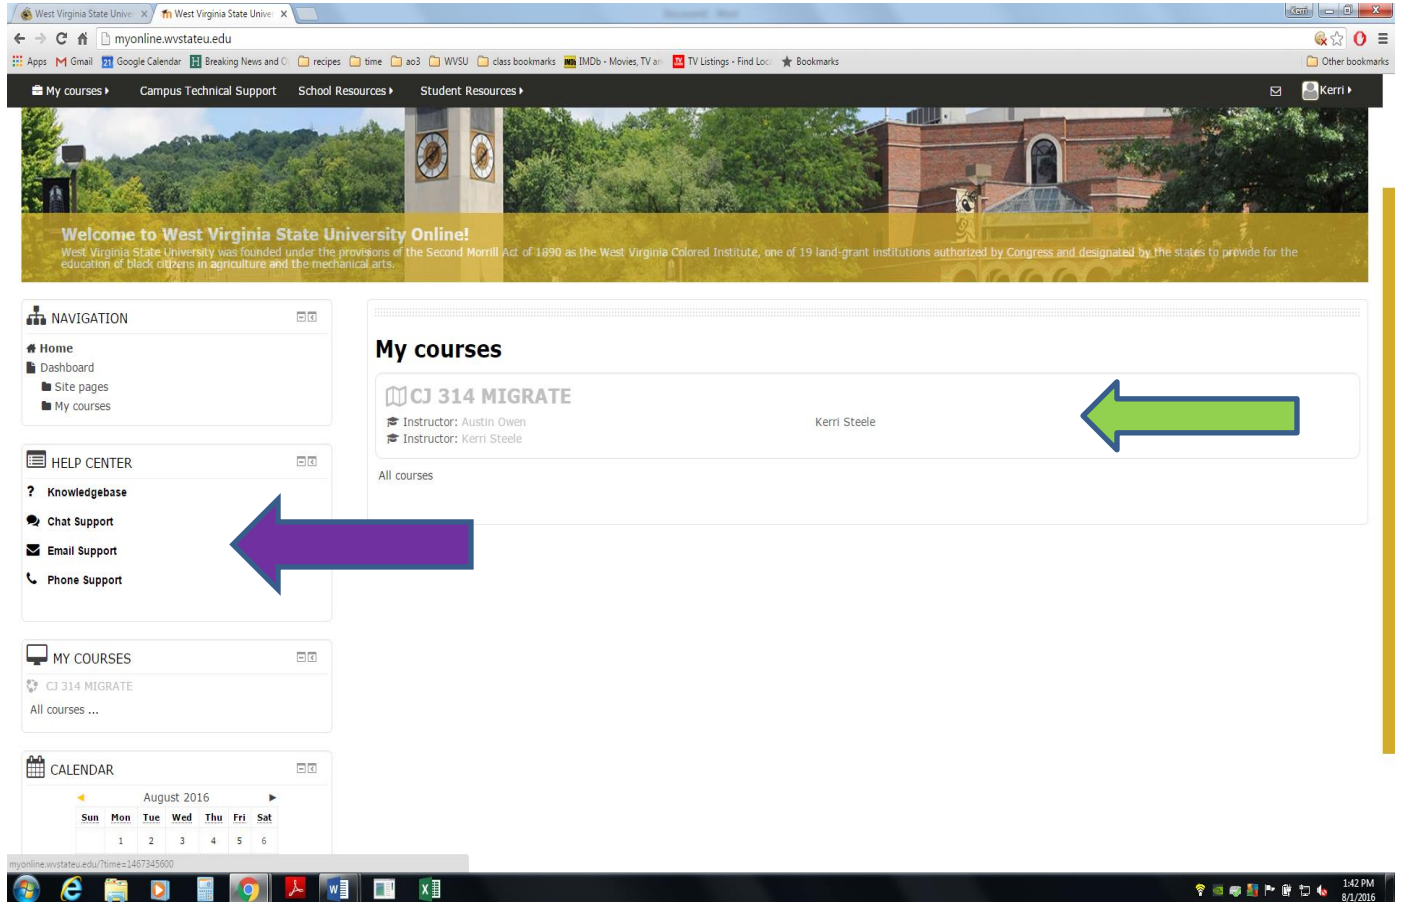 West Virginia State Univer
West Virginia State Univer
Kerri
myonline.wvstateu.edu
Apps Gmail Google Calendar Breaking News and O recipes time ao3 WVSU class bookmarks IMDb - Movies, TV an TV Listings - Find Loc Bookmarks Other bookmarks
My courses Campus Technical Support School Resources Student Resources Kerri
Welcome to West Virginia State University Online!
West Virginia State University was founded under the provisions of the Second Morrill Act of 1890 as the West Virginia Colored Institute, one of 19 land-grant institutions authorized by Congress and designated by the states to provide for the
education of black citizens in agriculture and the mechanical arts.
NAVIGATION
Home
Dashboard
Site pages
My courses
HELP CENTER
? Knowledgebase
Chat Support
Email Support
Phone Support
MY COURSES
CJ 314 MIGRATE
All courses ...
CALENDAR
August 2016
Sun Mon Tue Wed Thu Fri Sat
1 2 3 4 5 6
My courses
CJ 314 MIGRATE
Instructor: Austin Owen
Instructor: Kerri Steele
Kerri Steele
All courses
myonline.wvstateu.edu/?time=1467345600
1:42 PM
8/1/2016